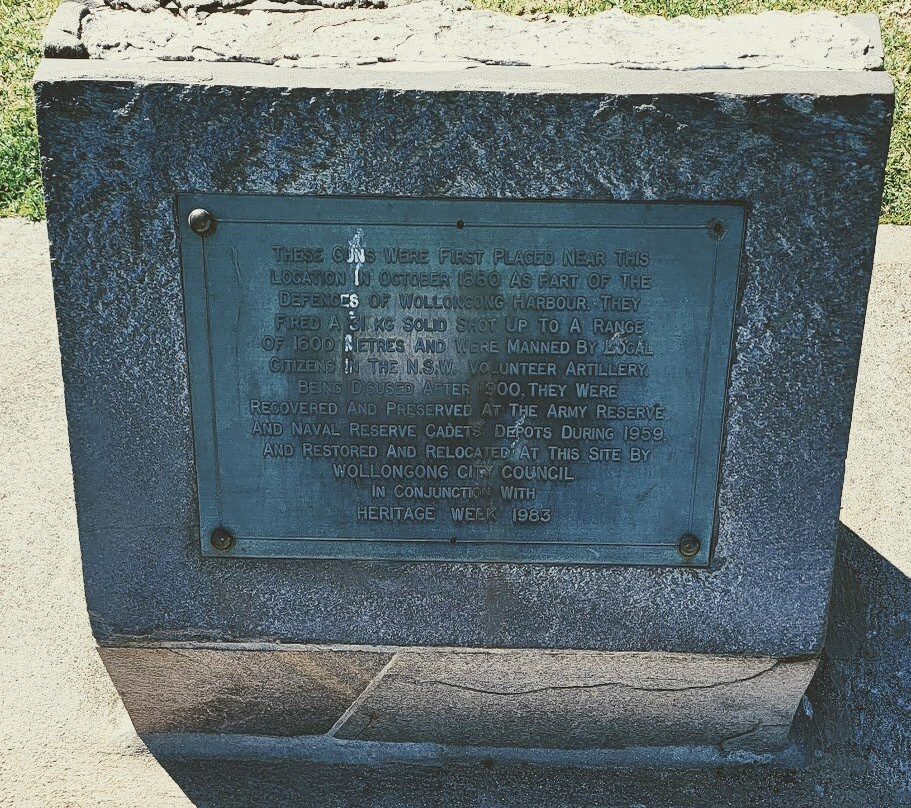 THESE GUNS WERE FIRST PLACED NEAR THIS
LOCATION IN OCTOBER 1880 AS PART OF THE
DEFENCES OF WOLLONGONG HARBOUR. THEY
FIRED A 31 KG SOLID SHOT UP TO A RANGE
OF 1600 METRES AND WERE MANNED BY LOCAL
CITIZENS IN THE N.S.W. VOLUNTEER ARTILLERY.
BEING DISUSED AFTER 1900, THEY WERE
RECOVERED AND PRESERVED AT THE ARMY RESERVE
AND NAVAL RESERVE CADETS DEPOTS DURING 1959
AND RESTORED AND RELOCATED AT THIS SITE BY
WOLLONGONG CITY COUNCIL
IN CONJUNCTION WITH
HERITAGE WEEK 1983